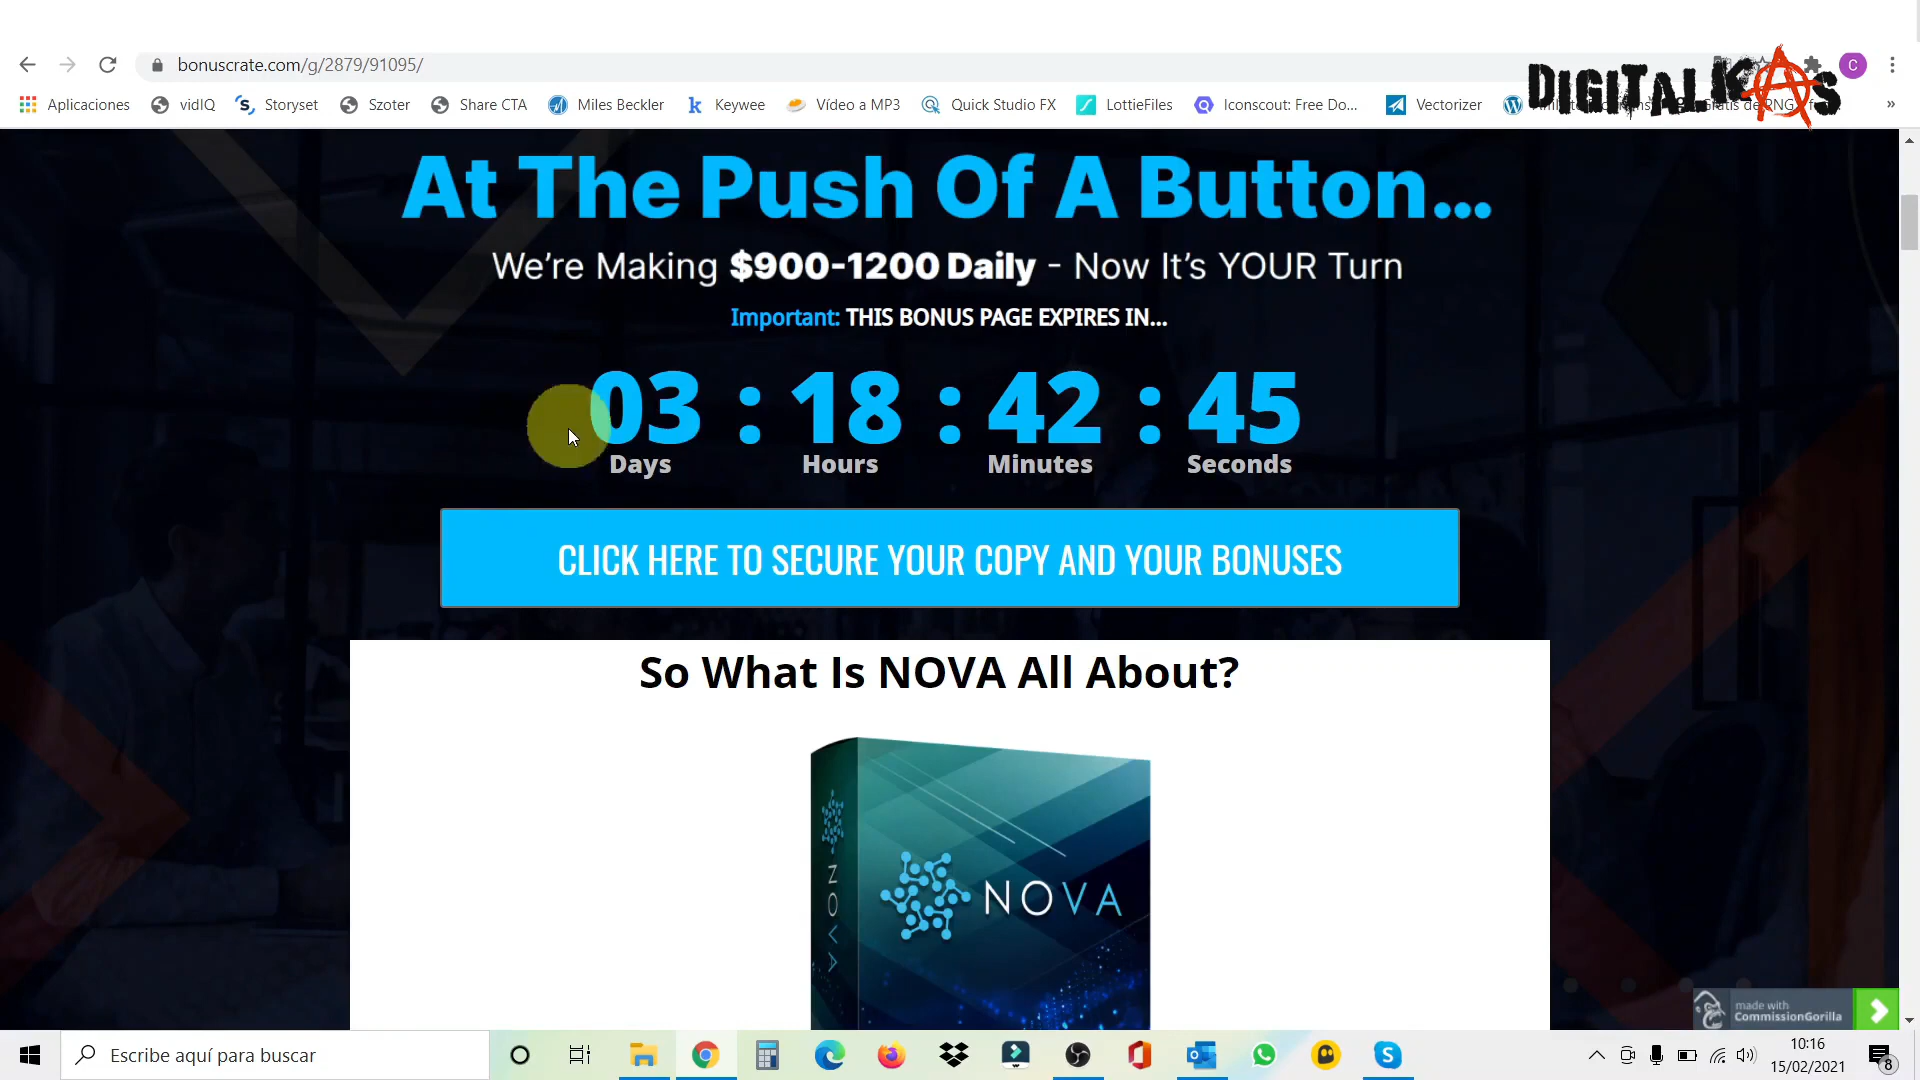 bonuscrate.com/g/2879/91095/
C
Aplicaciones vidIQ Storyset Szoter Share CTA Miles Beckler Keywee Vídeo a MP3 Quick Studio FX LottieFiles Iconscout: Free Do... Vectorizer »
DIGITALKAS
At The Push Of A Button...
We're Making $900-1200 Daily - Now It's YOUR Turn
Important: THIS BONUS PAGE EXPIRES IN...
03 : 18 : 42 : 45
Days Hours Minutes Seconds
CLICK HERE TO SECURE YOUR COPY AND YOUR BONUSES
So What Is NOVA All About?
NOVA
NOVA
made with
CommissionGorilla
Escribe aquí para buscar
10:16
15/02/2021
8